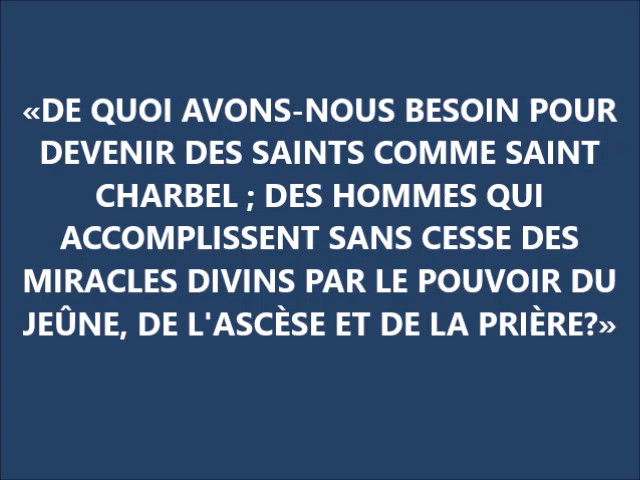 «DE QUOI AVONS-NOUS BESOIN POUR
DEVENIR DES SAINTS COMME SAINT
CHARBEL ; DES HOMMES QUI
ACCOMPLISSENT SANS CESSE DES
MIRACLES DIVINS PAR LE POUVOIR DU
JEÛNE, DE L'ASCÈSE ET DE LA PRIÈRE?»